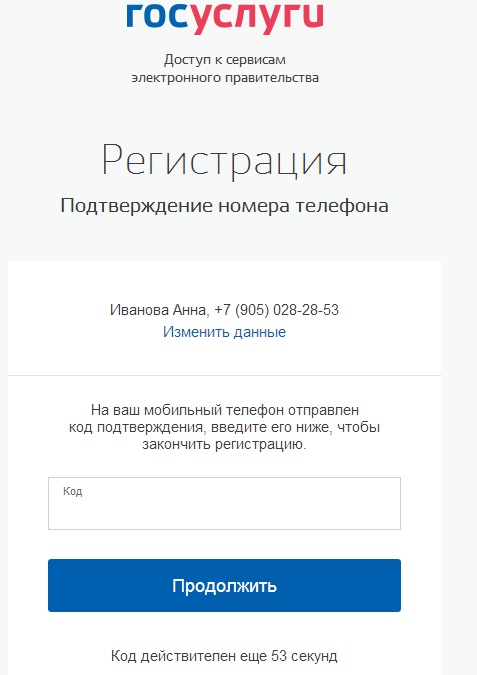 госуслуги
Доступ к сервисам
электронного правительства
Регистрация
Подтверждение номера телефона
Иванова Анна, +7 (905) 028-28-53
Изменить данные
На ваш мобильный телефон отправлен
код подтверждения, введите его ниже, чтобы
закончить регистрацию.
Код
Продолжить
Код действителен еще 53 секунд